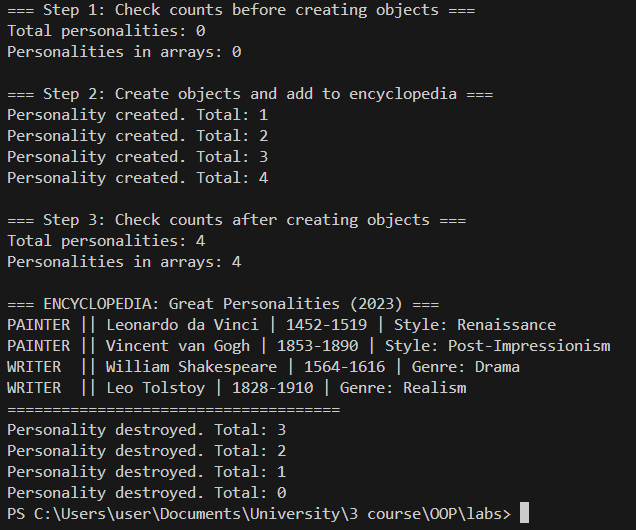 === Step 1: Check counts before creating objects ===
Total personalities: 0
Personalities in arrays: 0
=== Step 2: Create objects and add to encyclopedia ===
Personality created. Total: 1
Personality created. Total: 2
Personality created. Total: 3
Personality created. Total: 4
=== Step 3: Check counts after creating objects ===
Total personalities: 4
Personalities in arrays: 4
=== ENCYCLOPEDIA: Great Personalities (2023) ===
PAINTER || Leonardo da Vinci | 1452-1519 | Style: Renaissance
PAINTER || Vincent van Gogh | 1853-1890 | Style: Post-Impressionism
WRITER  || William Shakespeare | 1564-1616 | Genre: Drama
WRITER  || Leo Tolstoy | 1828-1910 | Genre: Realism
=====================================
Personality destroyed. Total: 3
Personality destroyed. Total: 2
Personality destroyed. Total: 1
Personality destroyed. Total: 0
PS C:\Users\user\Documents\University\3 course\OOP\labs>